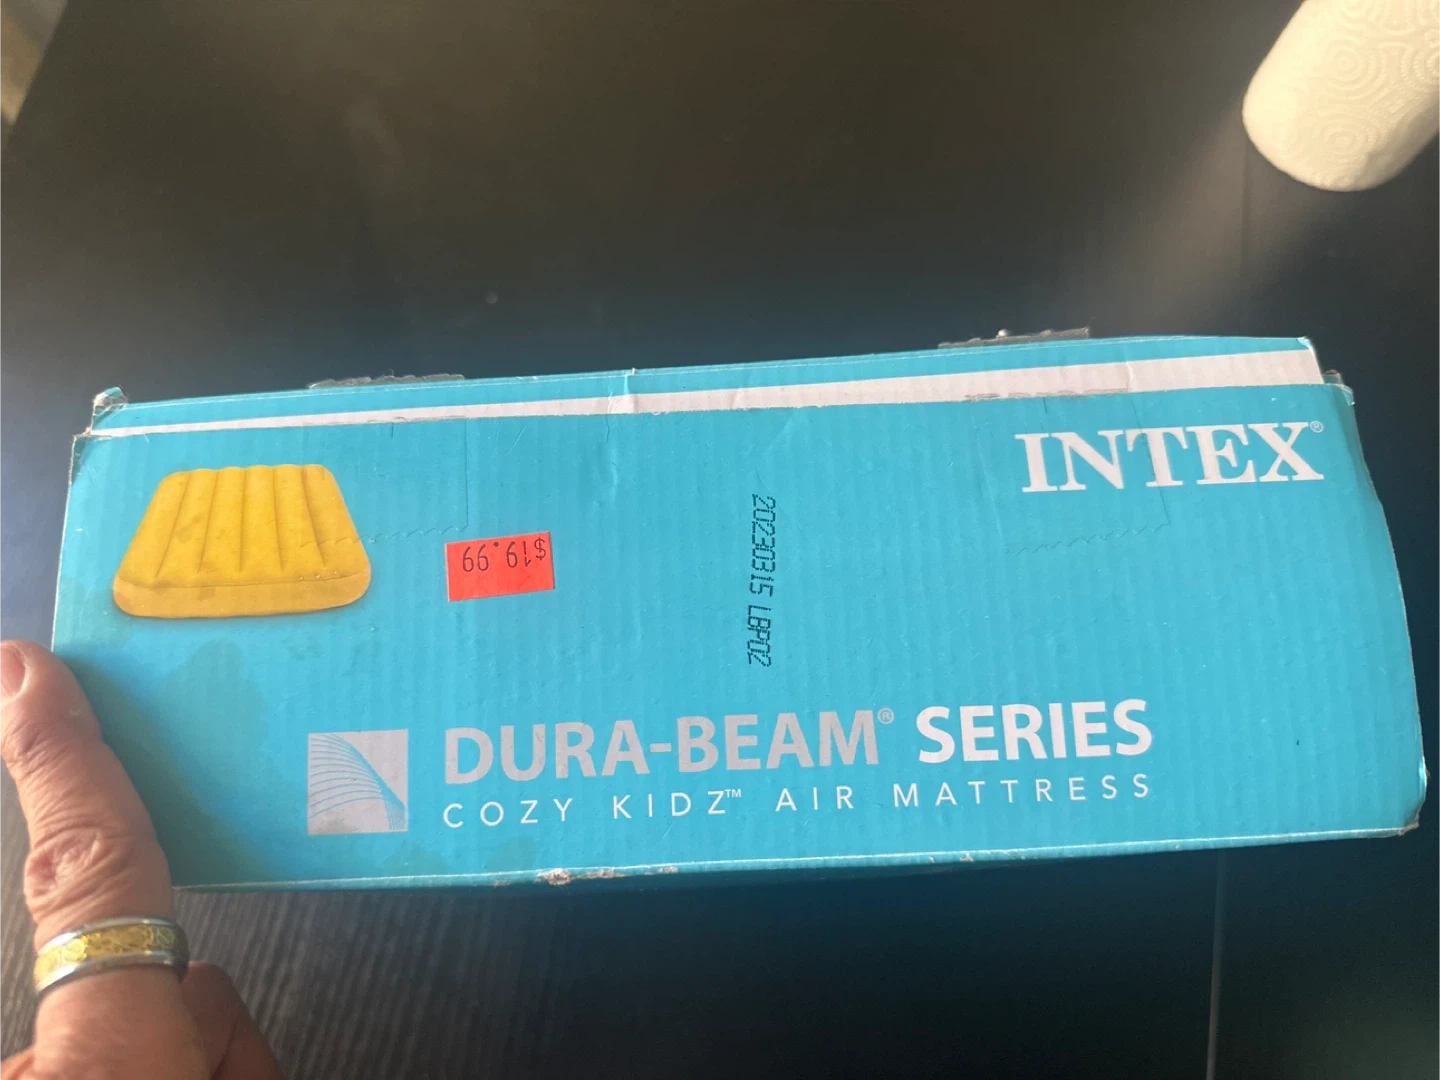 INTEX®
$19.99
20230315 LBP02
DURA-BEAM® SERIES
COZY KIDZ™ AIR MATTRESS